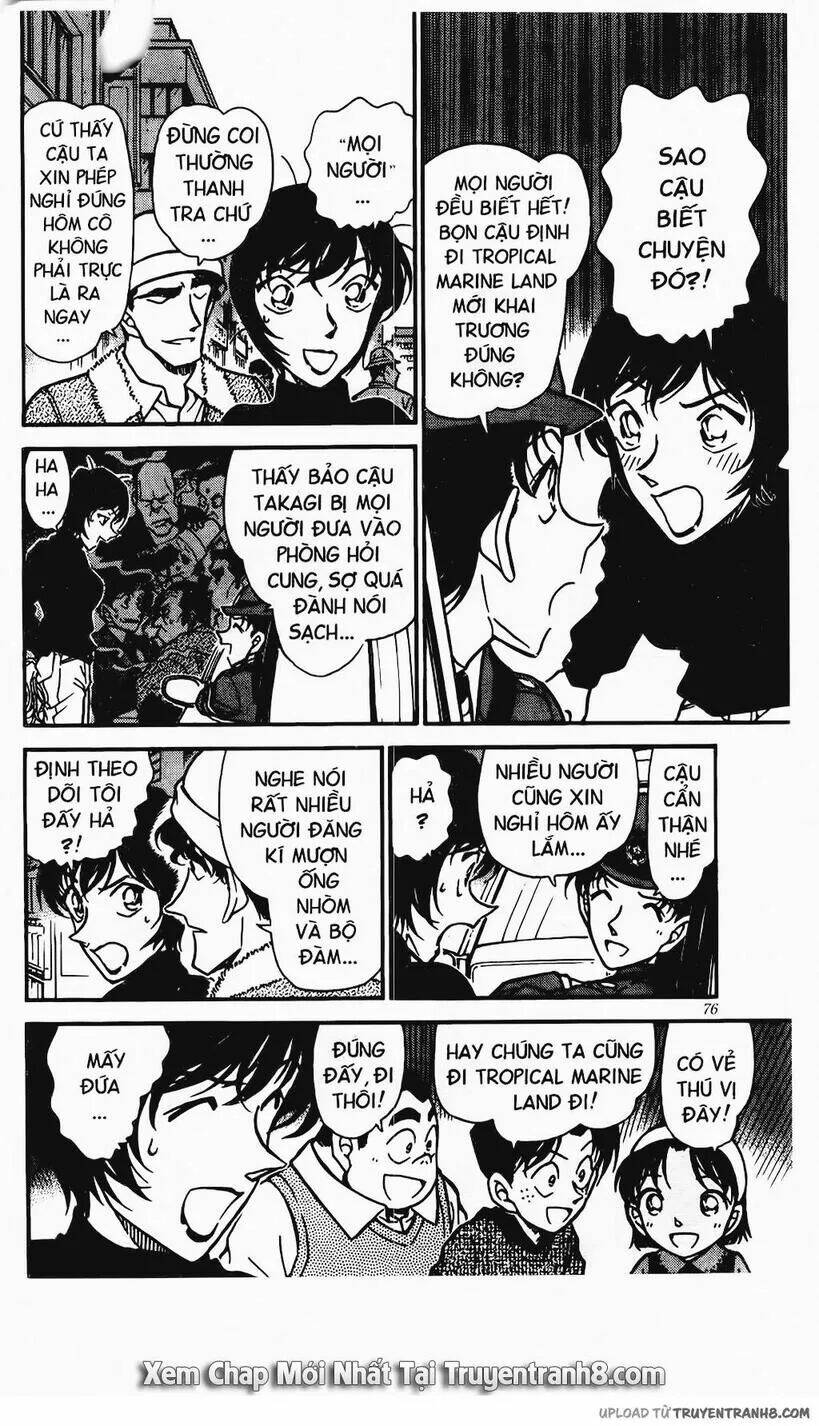 SAO
CẬU
BIẾT
CHUYỆN
ĐÓ?!
MỌI NGƯỜI
ĐỀU BIẾT HẾT!
BỌN CẬU ĐỊNH
ĐI TROPICAL
MARINE LAND
MỚI KHAI
TRƯƠNG
ĐÚNG
KHÔNG?
"MỌI
NGƯỜI"
...
ĐỪNG COI
THƯỜNG
THANH
TRA CHỨ
...
CỨ THẤY
CẬU TA
XIN PHÉP
NGHỈ ĐÚNG
HÔM CÔ
KHÔNG
PHẢI TRỰC
LÀ RA
NGAY
...
THẤY BẢO CẬU
TAKAGI BỊ MỌI
NGƯỜI ĐƯA VÀO
PHÒNG HỎI
CUNG, SỢ QUÁ
ĐÀNH NÓI
SẠCH...
HA
HA
...
CẬU
CẨN
THẬN
NHÉ
...
NHIỀU NGƯỜI
CŨNG XIN
NGHỈ HÔM ẤY
LẮM...
HẢ
?
NGHE NÓI
RẤT NHIỀU
NGƯỜI ĐĂNG
KÍ MƯỢN
ỐNG
NHÒM
VÀ BỘ
ĐÀM...
ĐỊNH THEO
DÕI TÔI
ĐẤY HẢ
?!
76
CÓ VẺ
THÚ VỊ
ĐÂY!
HAY CHÚNG TA CŨNG
ĐI TROPICAL MARINE
LAND ĐI!
ĐÚNG
ĐẤY, ĐI
THÔI!
MẤY
ĐỨA
...
Xem Chap Mới Nhất Tại Truyentranh8.com
UPLOAD TỪ TRUYENTRANH8.COM